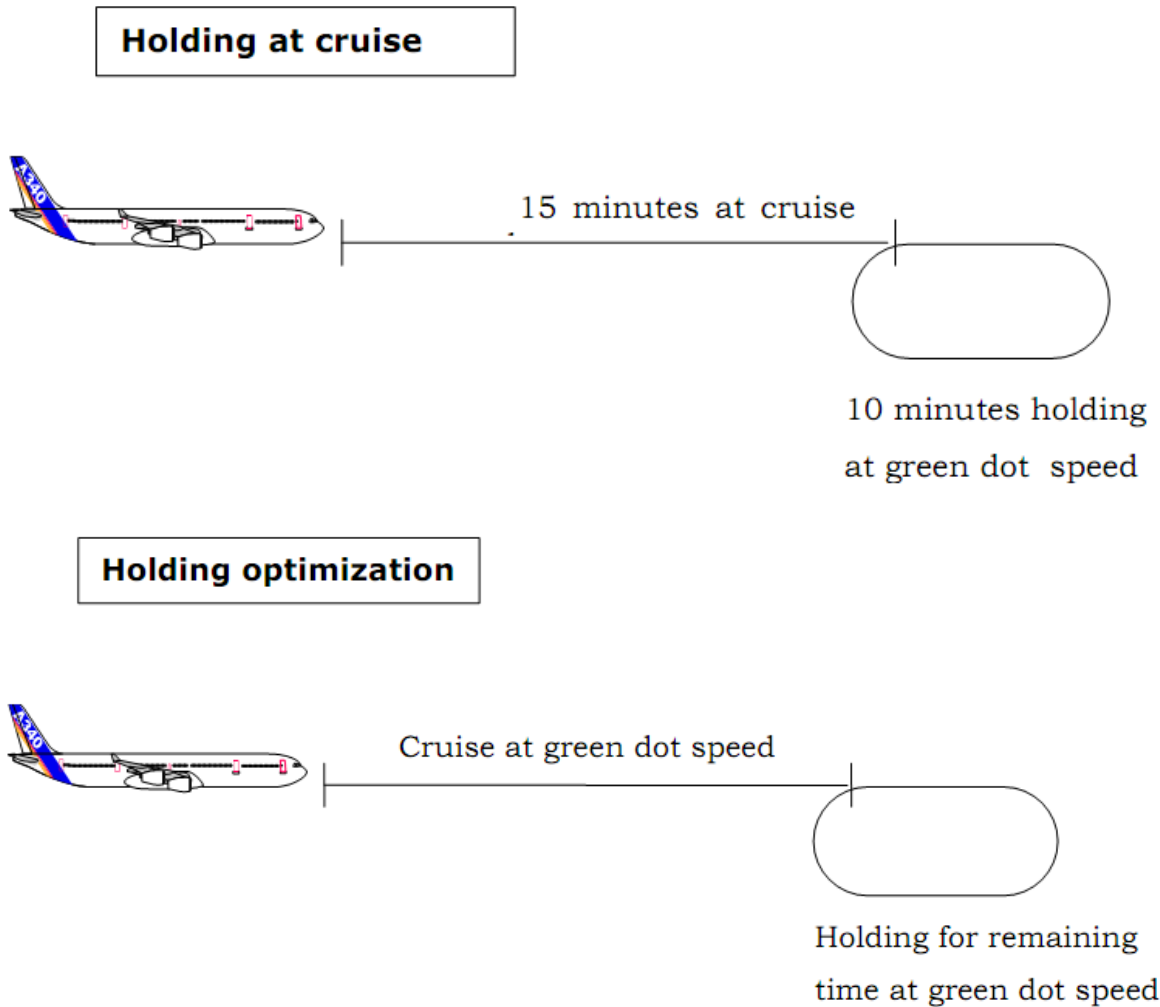 Holding at cruise
A340
15 minutes at cruise
10 minutes holding
at green dot speed
Holding optimization
A340
Cruise at green dot speed
Holding for remaining
time at green dot speed